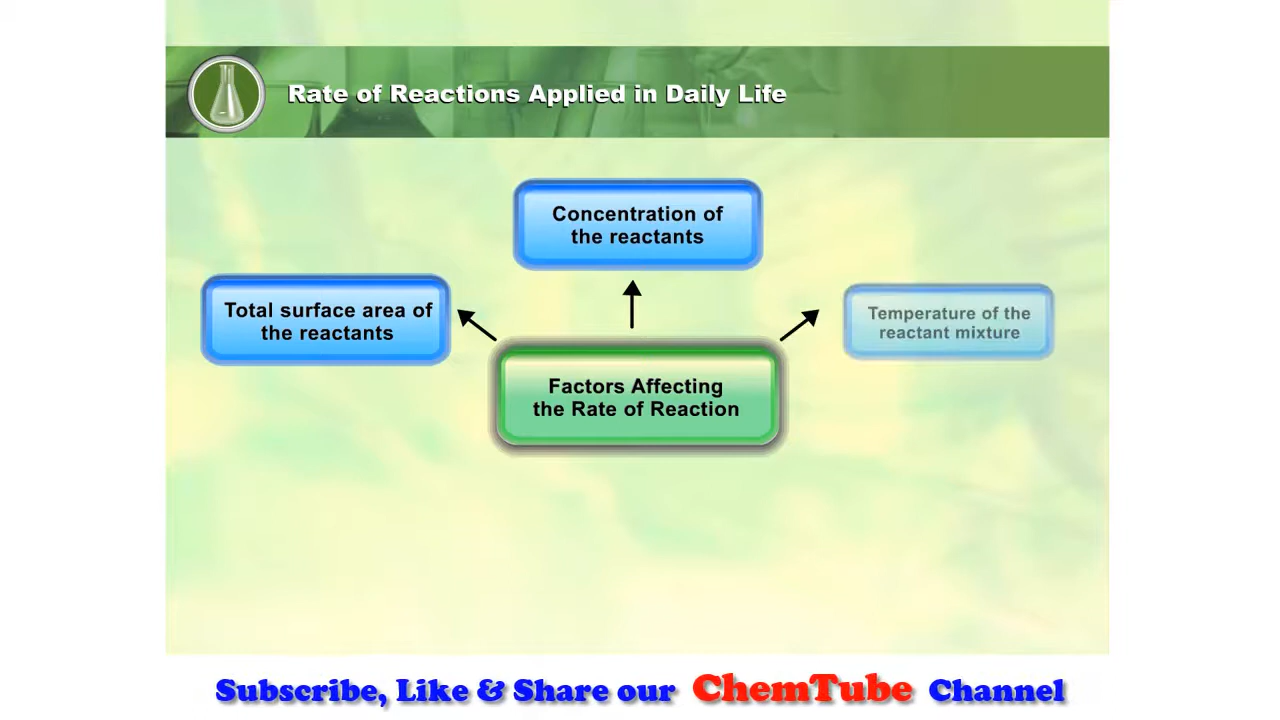 Rate of Reactions Applied in Daily Life
Concentration of
the reactants
Total surface area of
the reactants
Temperature of the
reactant mixture
Factors Affecting
the Rate of Reaction
Subscribe, Like & Share our ChemTube Channel